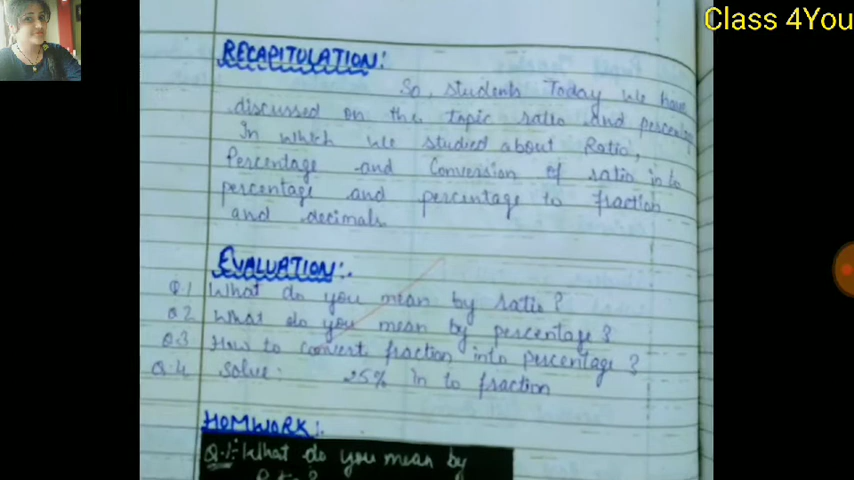 Class 4You
RECAPITULATION:
So, students Today we have
discussed on the topic ratio and percentage
In which we studied about Ratio,
Percentage and Conversion of ratio in to
percentage and percentage to fraction
and decimals.
EVALUATION:-
Q.1 What do you mean by ratio?
Q2 What do you mean by percentage?
Q.3 How to convert fraction into percentage?
Q.4 Solve: 25% in to fraction
HOMWORK:-
Q.1:- What do you mean by